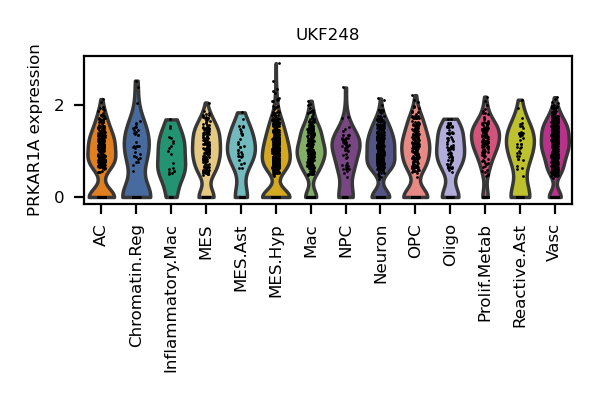 UKF248
PRKAR1A expression
2
0
AC
Chromatin.Reg
Inflammatory.Mac
MES
MES.Ast
MES.Hyp
Mac
NPC
Neuron
OPC
Oligo
Prolif.Metab
Reactive.Ast
Vasc